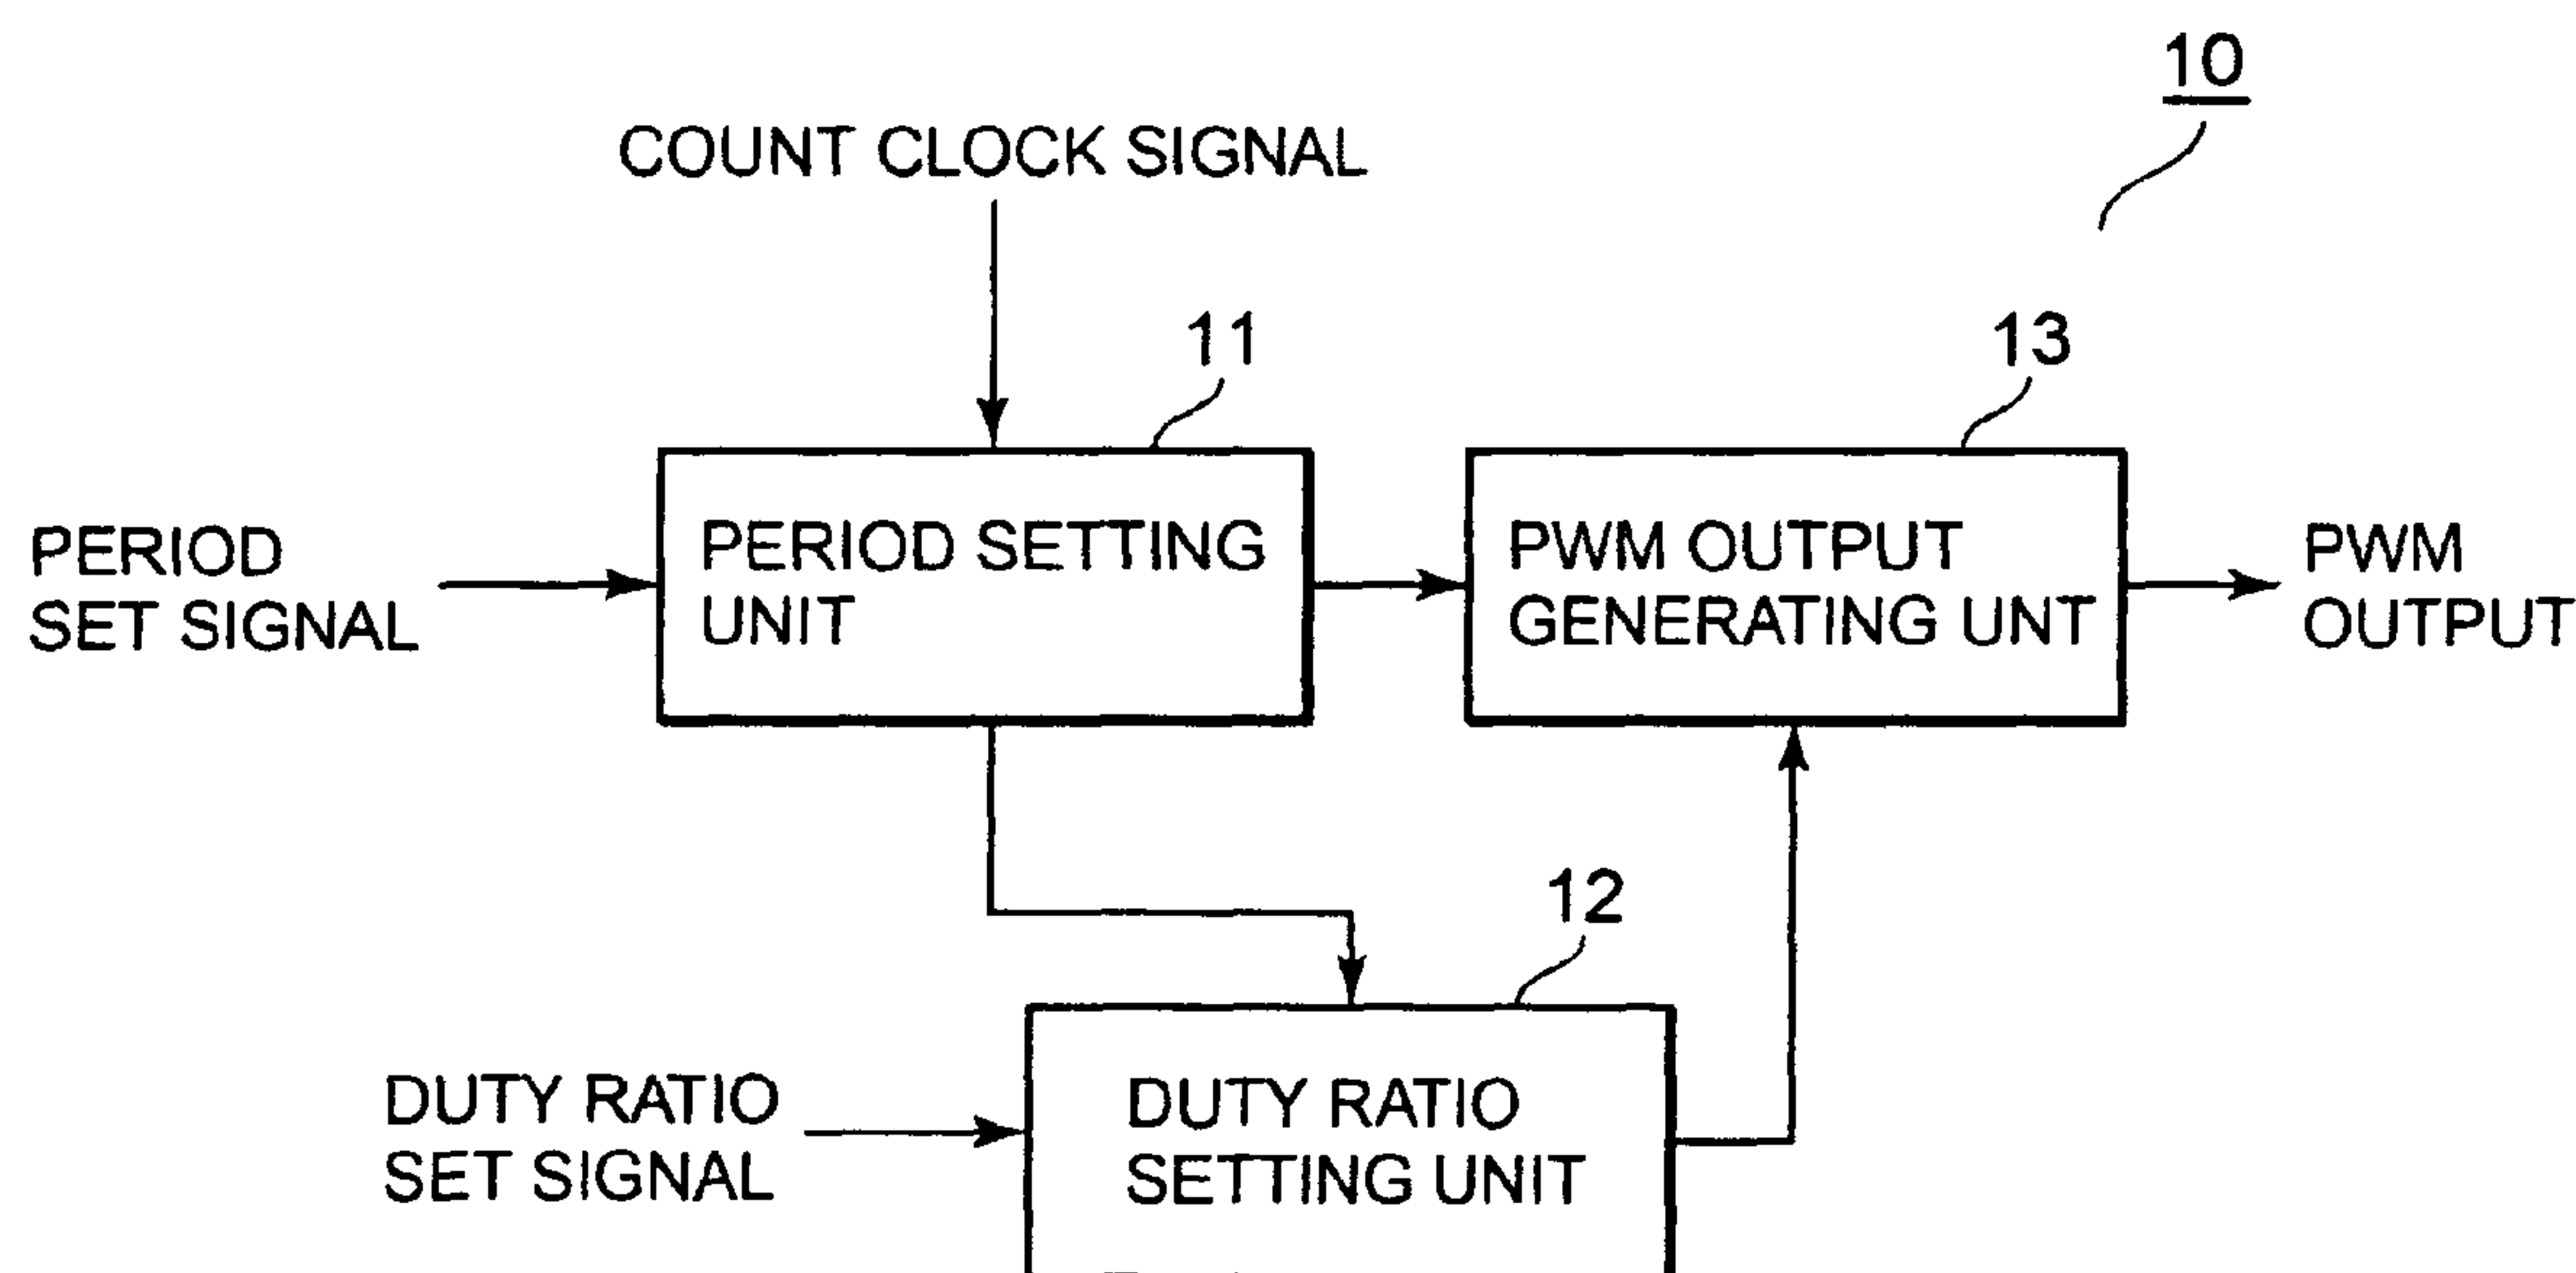 10
COUNT CLOCK SIGNAL
11
13
PERIOD
SET SIGNAL
PERIOD SETTING
UNIT
PWM OUTPUT
GENERATING UNT
PWM
OUTPUT
12
DUTY RATIO
SET SIGNAL
DUTY RATIO
SETTING UNIT